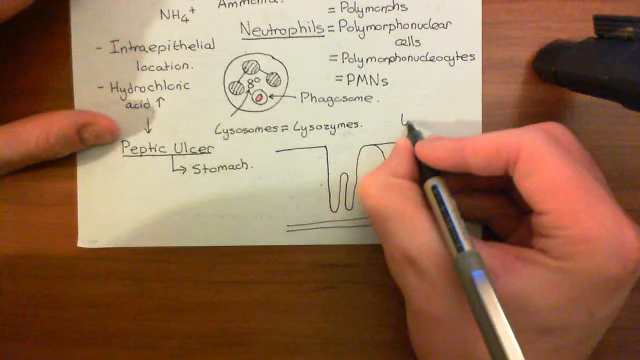 Ammonia.
NH₄⁺
= Polymorphs
Neutrophils = Polymorphonuclear
cells
= Polymorphonucleocytes
= PMNs
- Intraepithelial
location.
- Hydrochloric
acid ↑
Phagosome.
Lysosomes = Lysozymes.
Peptic Ulcer
→ Stomach.